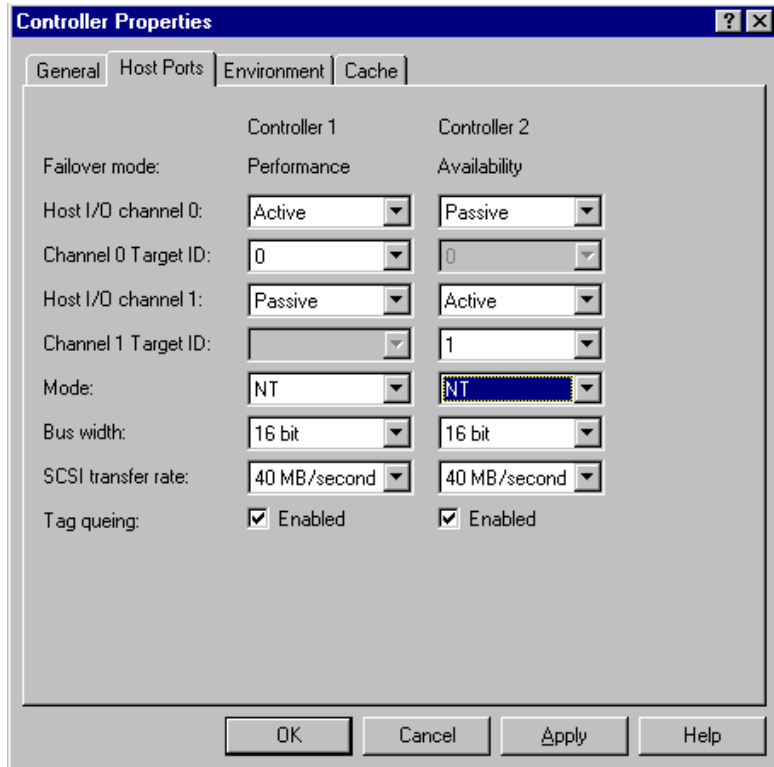 Controller Properties ? X
General Host Ports Environment Cache
Controller 1 Controller 2
Failover mode: Performance Availability
Host I/O channel 0: Active Passive
Channel 0 Target ID: 0 0
Host I/O channel 1: Passive Active
Channel 1 Target ID: 1
Mode: NT NT
Bus width: 16 bit 16 bit
SCSI transfer rate: 40 MB/second 40 MB/second
Tag queing: Enabled Enabled
OK Cancel Apply Help